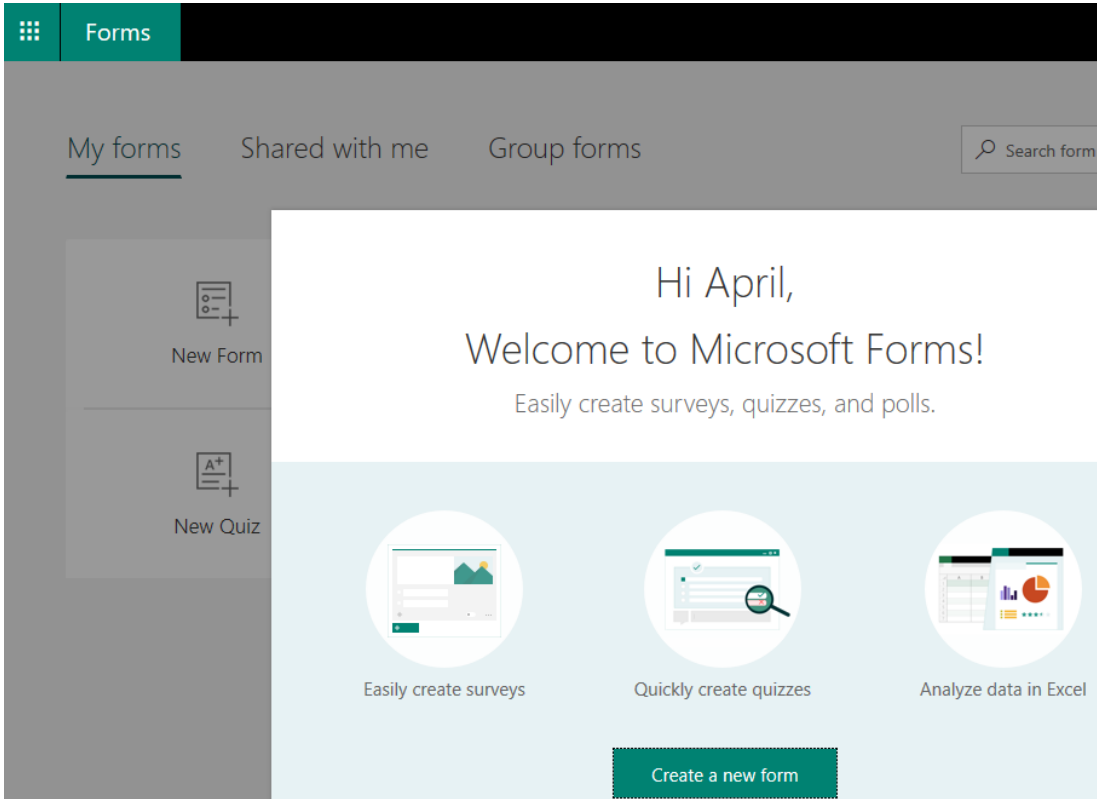 Forms
My forms Shared with me Group forms
Search form
Hi April,
Welcome to Microsoft Forms!
Easily create surveys, quizzes, and polls.
New Form
A+
New Quiz
Easily create surveys Quickly create quizzes Analyze data in Excel
Create a new form